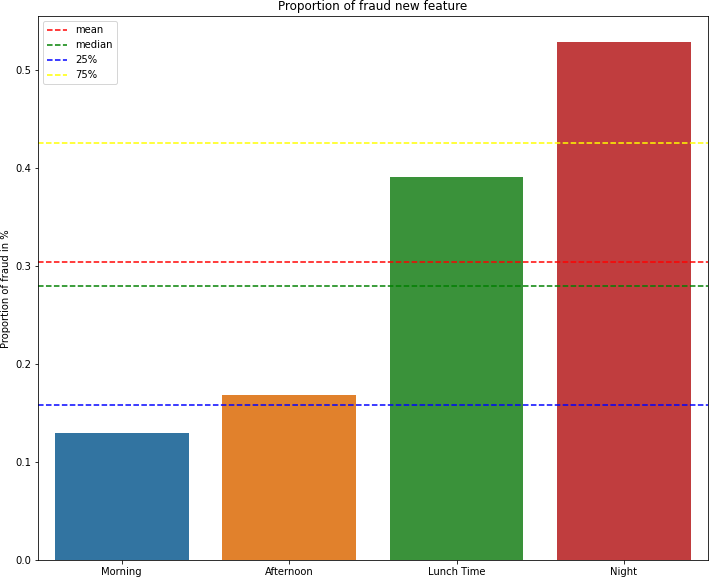 Proportion of fraud new feature
mean
median
25%
75%
Proportion of fraud in %
0.5
0.4
0.3
0.2
0.1
0.0
Morning Afternoon Lunch Time Night